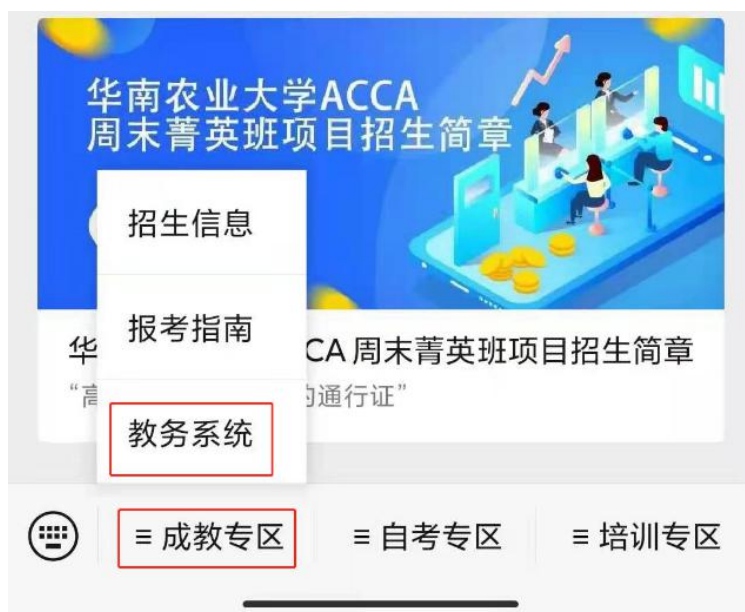 华南农业大学ACCA
周末菁英班项目招生简章
招生信息
报考指南
华
CA周末菁英班项目招生简章
“高
的通行证”
教务系统
≡ 成教专区
≡ 自考专区
≡ 培训专区